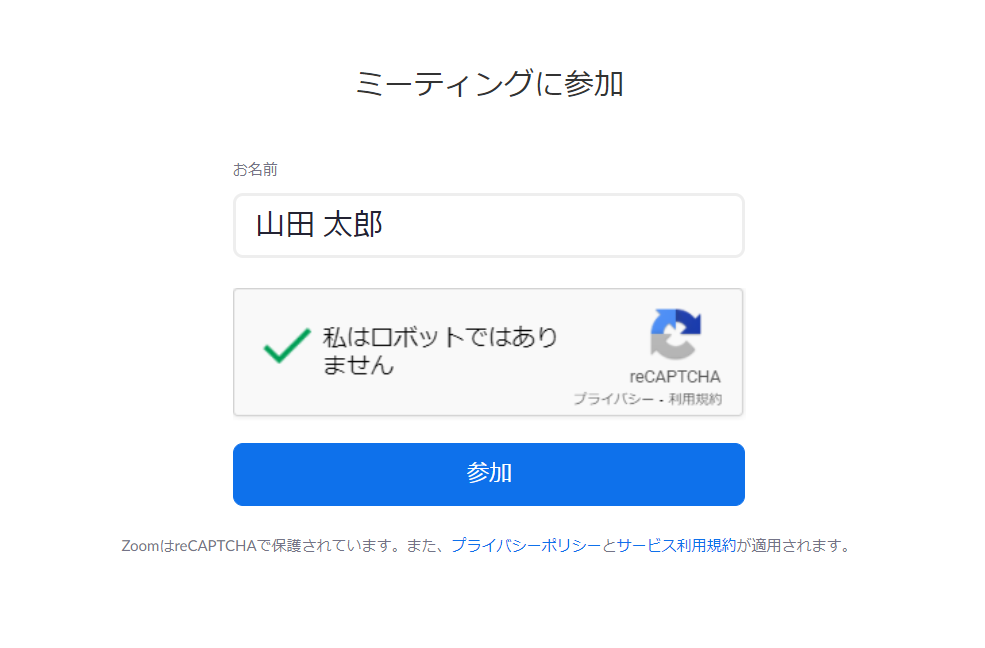 ミーティングに参加
お名前
山田 太郎
私はロボットではあり
ません
reCAPTCHA
プライバシー - 利用規約
参加
ZoomはreCAPTCHAで保護されています。また、プライバシーポリシーとサービス利用規約が適用されます。